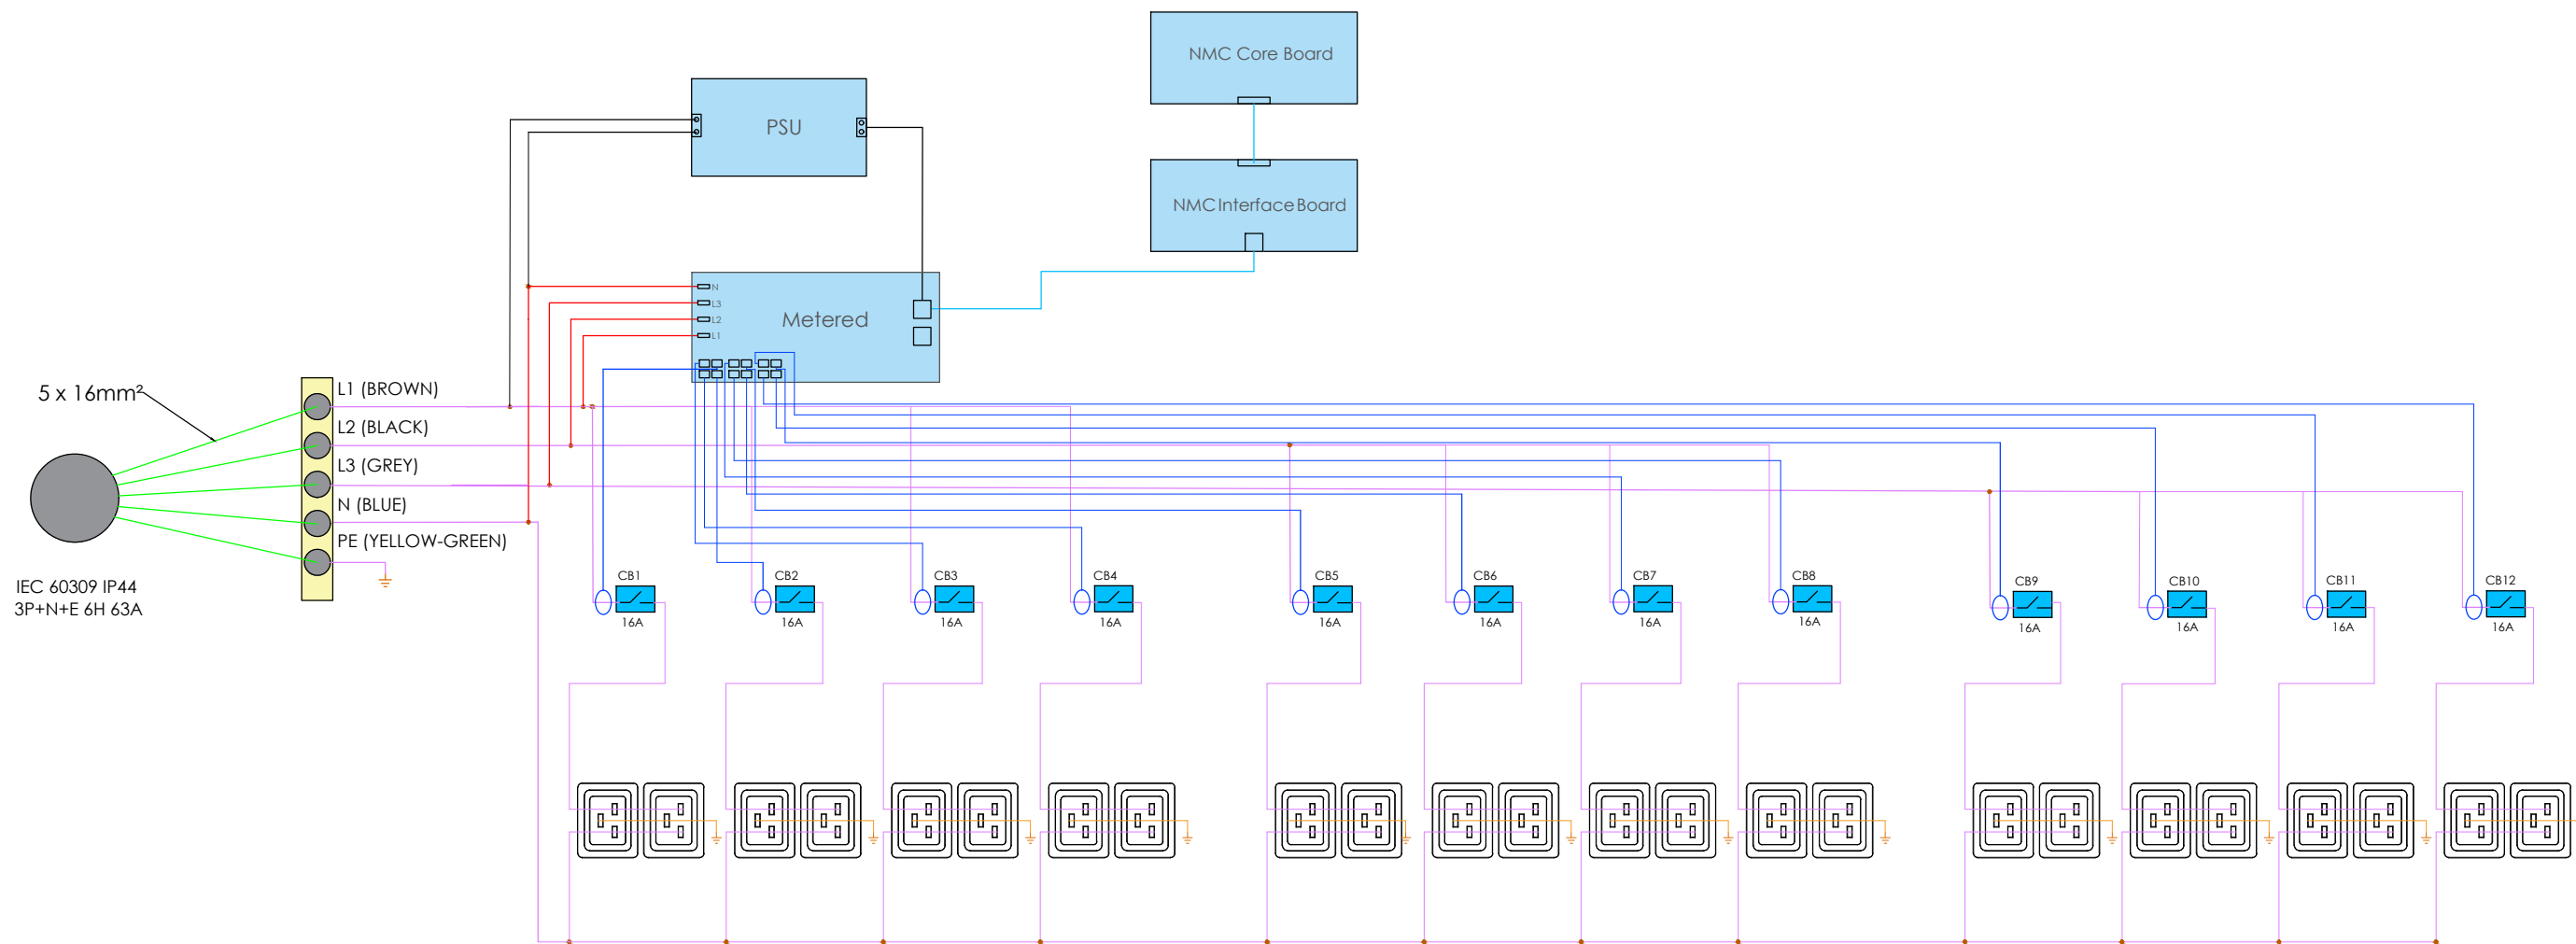 NMC Core Board
PSU
NMC Interface Board
N
L3
L2
L1
Metered
5 x 16mm²
L1 (BROWN)
L2 (BLACK)
L3 (GREY)
N (BLUE)
PE (YELLOW-GREEN)
IEC 60309 IP44
3P+N+E 6H 63A
CB1
16A
CB2
16A
CB3
16A
CB4
16A
CB5
16A
CB6
16A
CB7
16A
CB8
16A
CB9
16A
CB10
16A
CB11
16A
CB12
16A